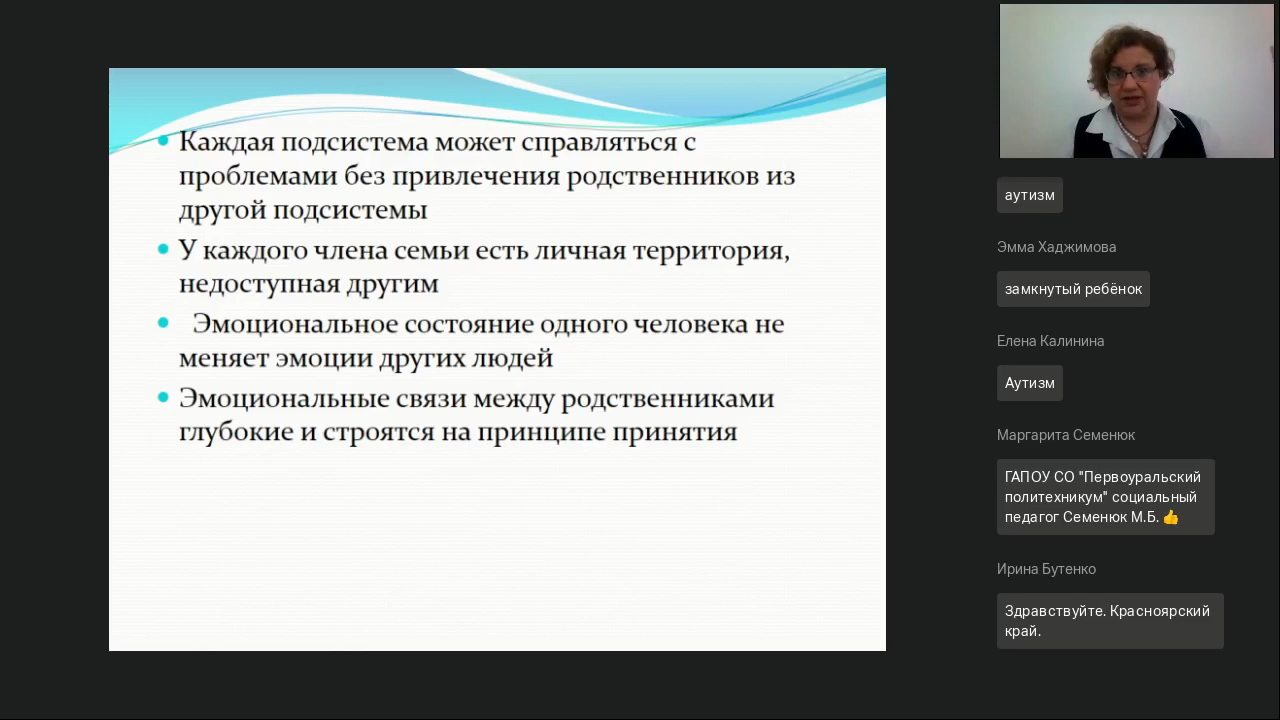 Каждая подсистема может справляться с
проблемами без привлечения родственников из
другой подсистемы
У каждого члена семьи есть личная территория,
недоступная другим
Эмоциональное состояние одного человека не
меняет эмоции других людей
Эмоциональные связи между родственниками
глубокие и строятся на принципе принятия
аутизм
Эмма Хаджимова
замкнутый ребёнок
Елена Калинина
Аутизм
Маргарита Семенюк
ГАПОУ СО "Первоуральский
политехникум" социальный
педагог Семенюк М.Б. 👍
Ирина Бутенко
Здравствуйте. Красноярский
край.